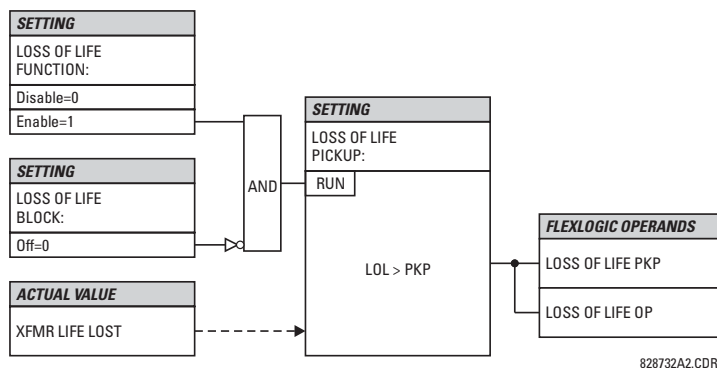 SETTING
LOSS OF LIFE
FUNCTION:
Disable=0
Enable=1
SETTING
LOSS OF LIFE
BLOCK:
Off=0
ACTUAL VALUE
XFMR LIFE LOST
AND
SETTING
LOSS OF LIFE
PICKUP:
RUN
LOL > PKP
FLEXLOGIC OPERANDS
LOSS OF LIFE PKP
LOSS OF LIFE OP
828732A2.CDR